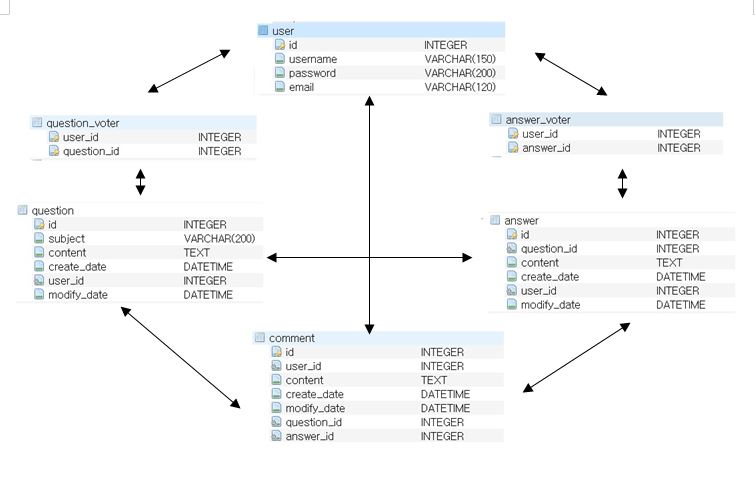 user
id INTEGER
username VARCHAR(150)
password VARCHAR(200)
email VARCHAR(120)
question_voter
user_id INTEGER
question_id INTEGER
answer_voter
user_id INTEGER
answer_id INTEGER
question
id INTEGER
subject VARCHAR(200)
content TEXT
create_date DATETIME
user_id INTEGER
modify_date DATETIME
answer
id INTEGER
question_id INTEGER
content TEXT
create_date DATETIME
user_id INTEGER
modify_date DATETIME
comment
id INTEGER
user_id INTEGER
content TEXT
create_date DATETIME
modify_date DATETIME
question_id INTEGER
answer_id INTEGER